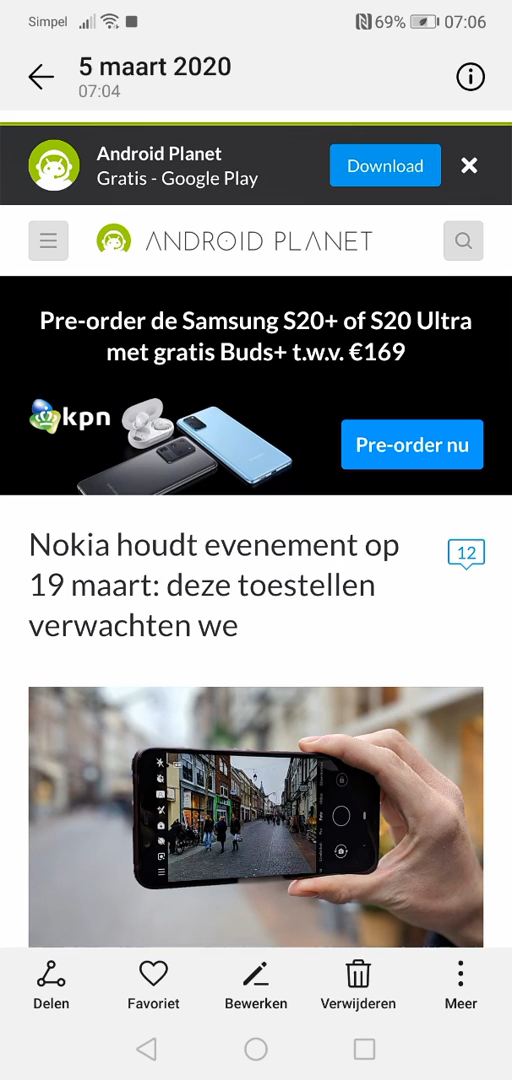 Simpel 69% 07:06
5 maart 2020
07:04
Android Planet
Gratis - Google Play
Download
ANDROID PLANET
Pre-order de Samsung S20+ of S20 Ultra
met gratis Buds+ t.w.v. €169
kpn
Pre-order nu
Nokia houdt evenement op
19 maart: deze toestellen
verwachten we
12
Delen Favoriet Bewerken Verwijderen Meer